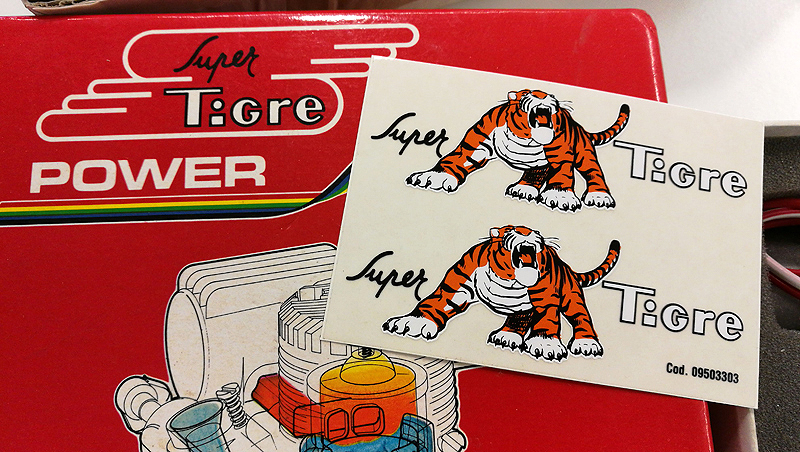 Super
Tigre
POWER
Super Tigre
Super Tigre
Cod. 09503303